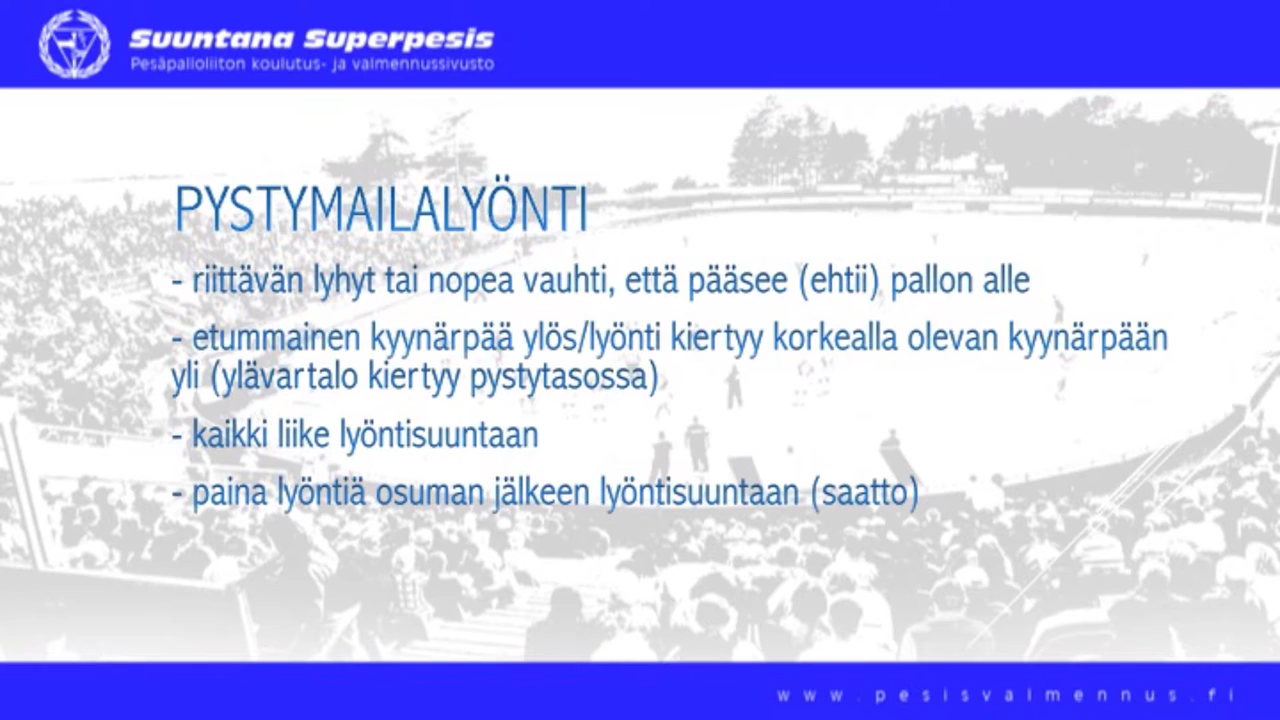 Suuntana Superpesis
Pesäpalloliiton koulutus- ja valmennussivusto
PYSTYMAILALYÖNTI
- riittävän lyhyt tai nopea vauhti, että pääsee (ehtii) pallon alle
- etummainen kyynärpää ylös/lyönti kiertyy korkealla olevan kyynärpään
yli (ylävartalo kiertyy pystytasossa)
- kaikki liike lyöntisuuntaan
- paina lyöntiä osuman jälkeen lyöntisuuntaan (saatto)
www.pesisvalmennus.fi